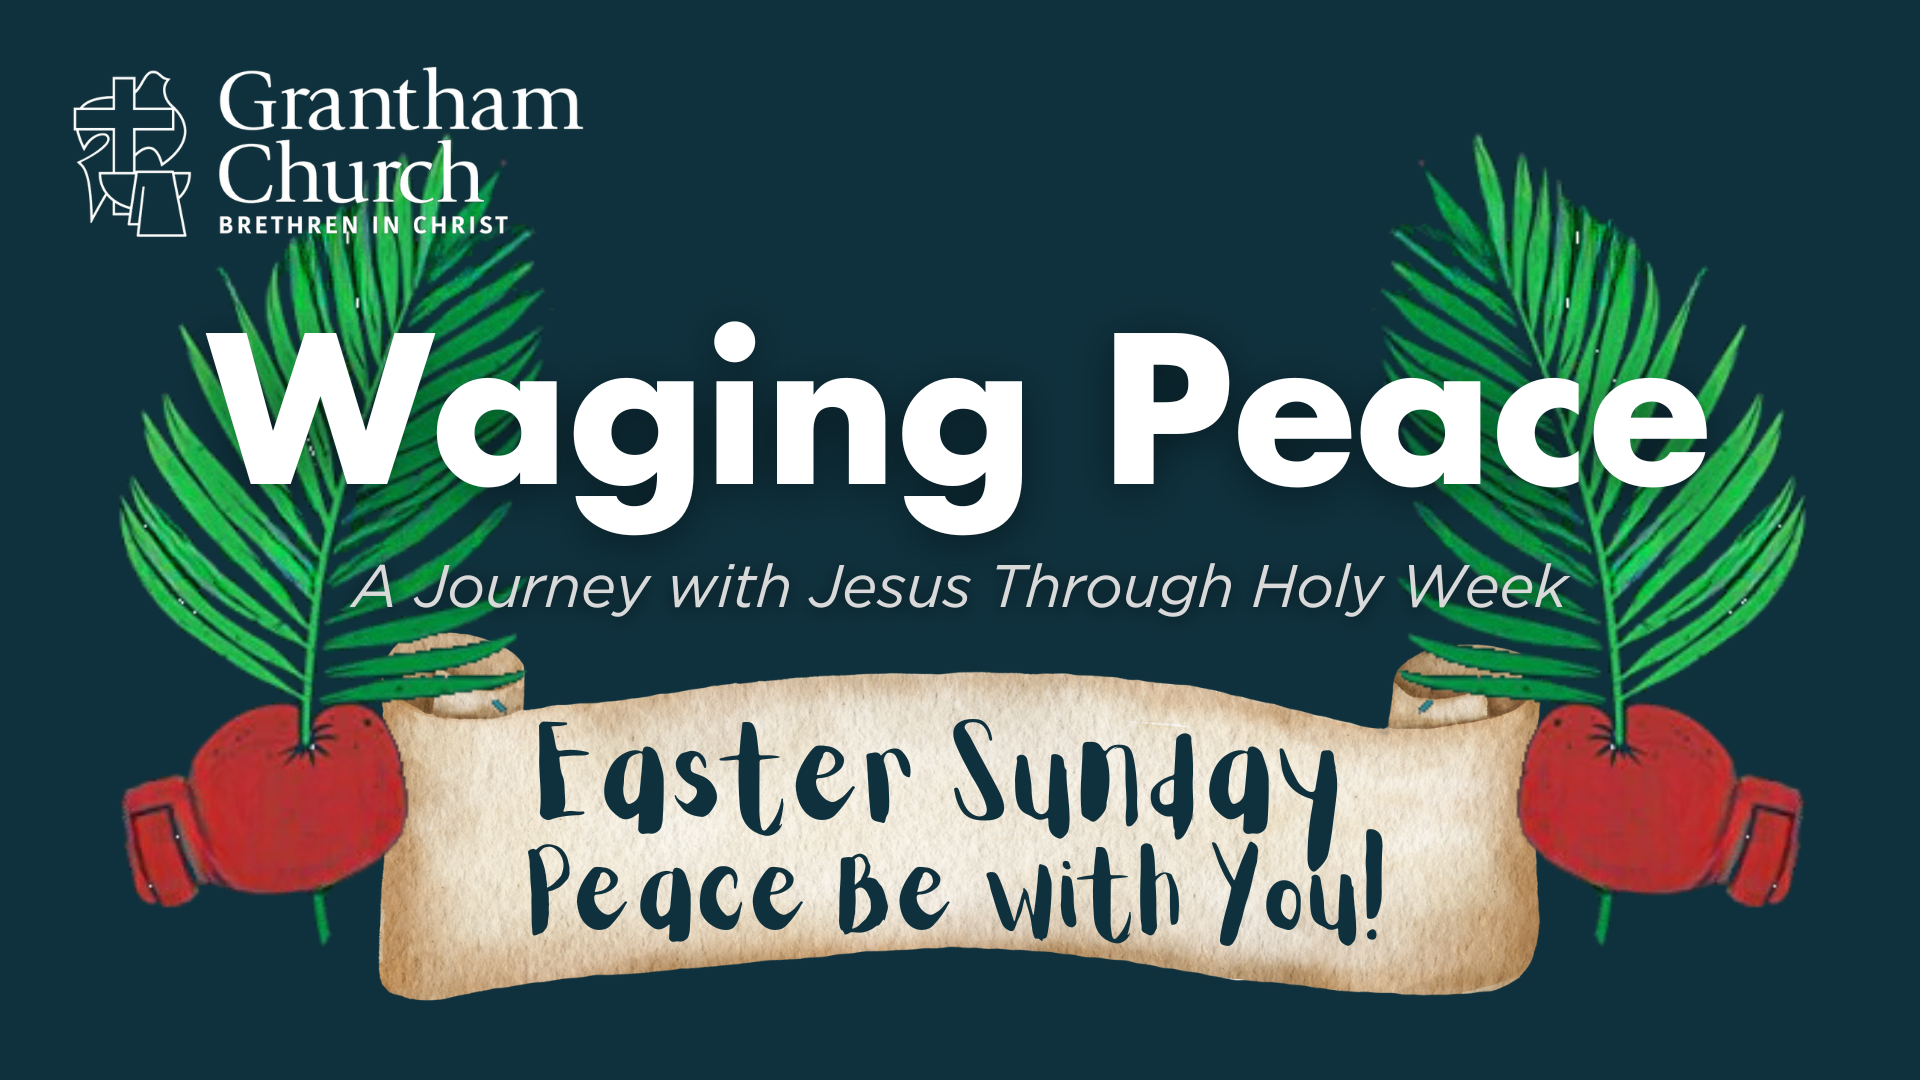 Grantham
Church
BRETHREN IN CHRIST
Waging Peace
A Journey with Jesus Through Holy Week
Easter Sunday
Peace Be with You!